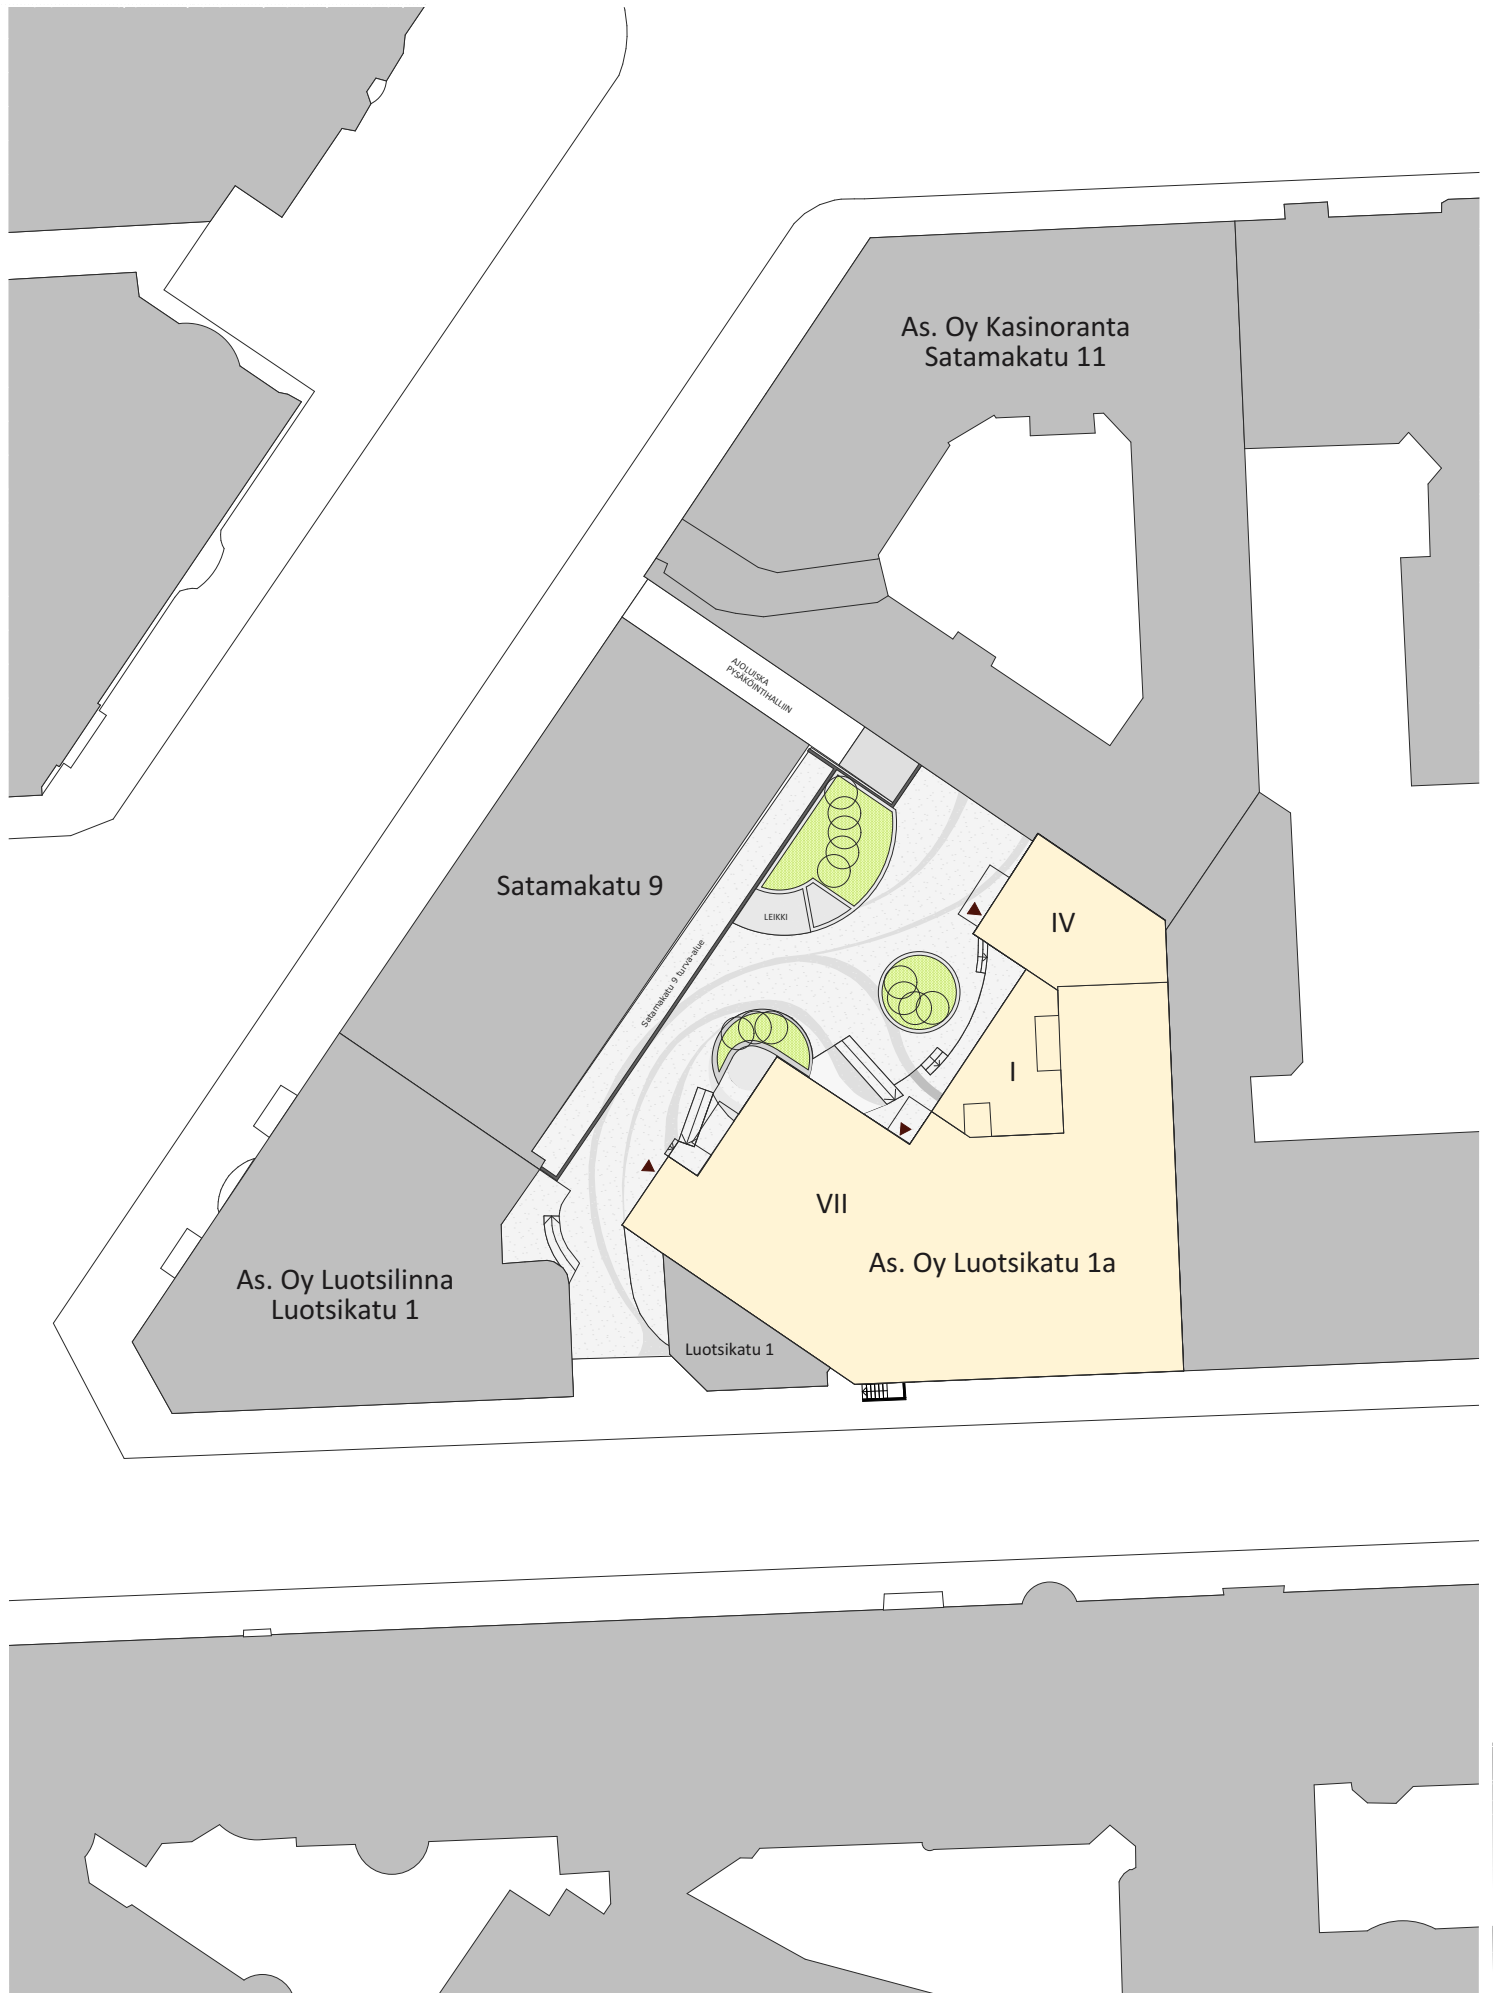 As. Oy Kasinoranta
Satamakatu 11
AJOLUISKA
PYSÄKÖINTIHALLIIN
Satamakatu 9
LEIKKI
IV
Satamakatu 9 turva-alue
I
VII
As. Oy Luotsikatu 1a
As. Oy Luotsilinna
Luotsikatu 1
Luotsikatu 1